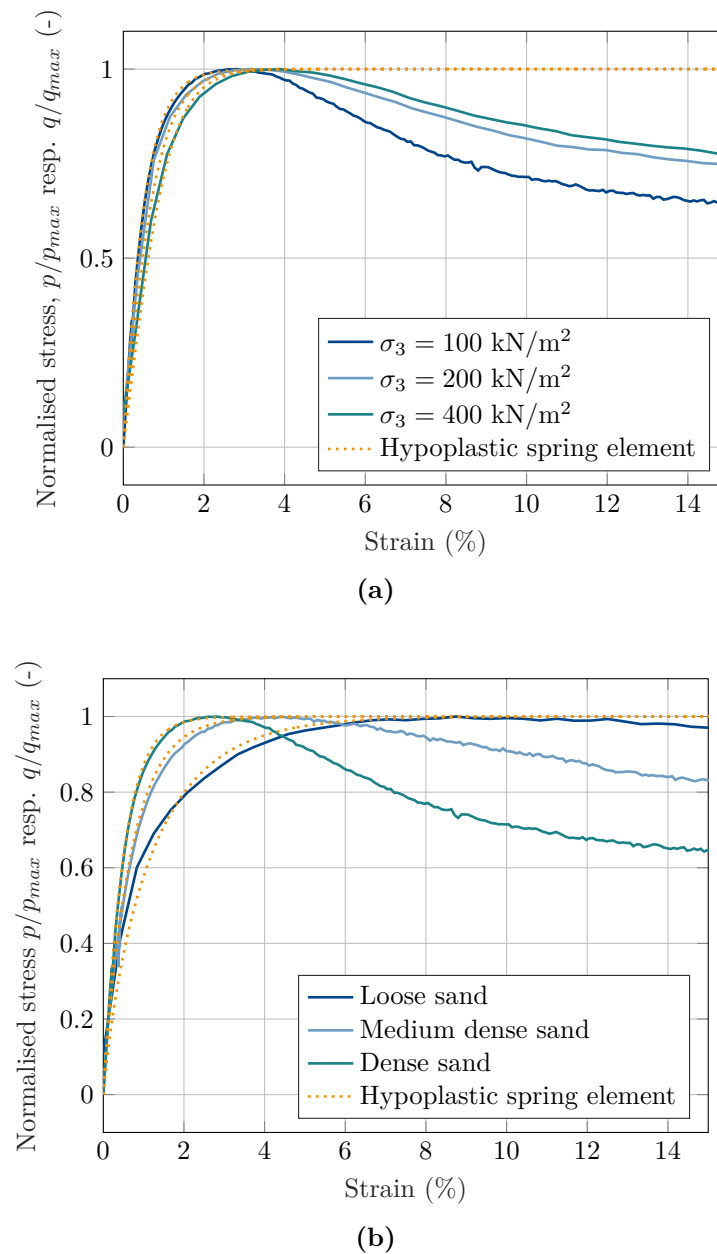 Normalised stress, p/p_max resp. q/q_max (-)
1
0.5
0
σ₃ = 100 kN/m²
σ₃ = 200 kN/m²
σ₃ = 400 kN/m²
Hypoplastic spring element
0 2 4 6 8 10 12 14
Strain (%)
(a)
Normalised stress p/p_max resp. q/q_max (-)
1
0.8
0.6
0.4
0.2
0
Loose sand
Medium dense sand
Dense sand
Hypoplastic spring element
0 2 4 6 8 10 12 14
Strain (%)
(b)